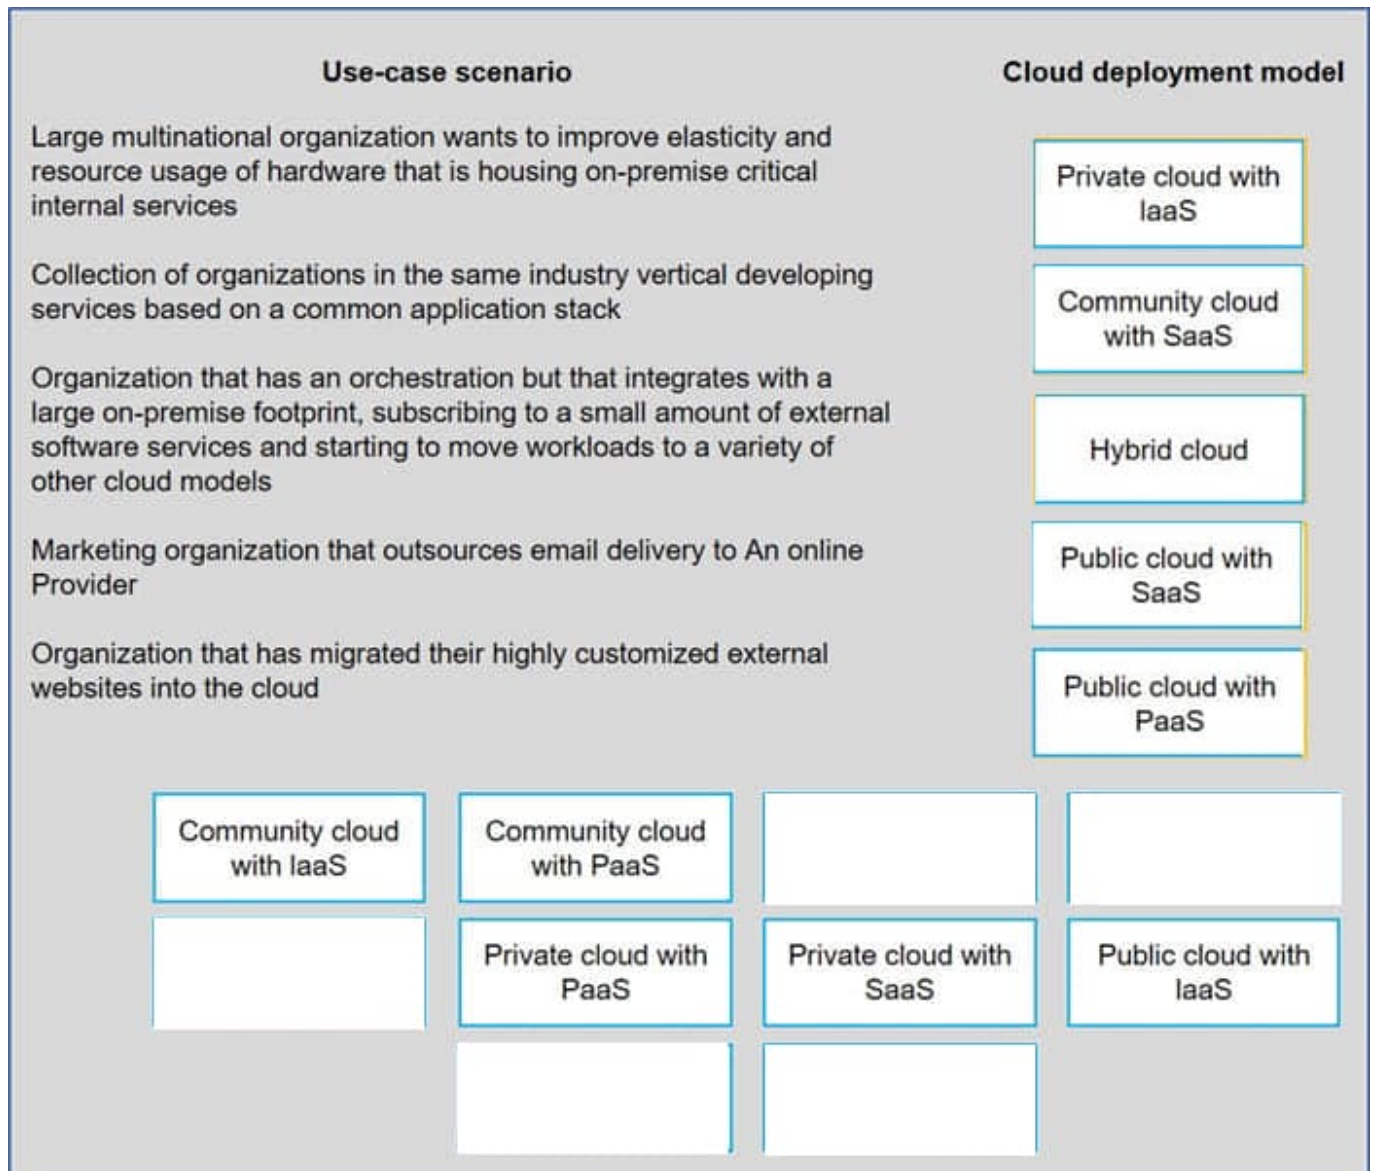 Use-case scenario
Cloud deployment model
Large multinational organization wants to improve elasticity and
resource usage of hardware that is housing on-premise critical
internal services
Private cloud with
IaaS
Collection of organizations in the same industry vertical developing
services based on a common application stack
Community cloud
with SaaS
Organization that has an orchestration but that integrates with a
large on-premise footprint, subscribing to a small amount of external
software services and starting to move workloads to a variety of
other cloud models
Hybrid cloud
Marketing organization that outsources email delivery to An online
Provider
Public cloud with
SaaS
Organization that has migrated their highly customized external
websites into the cloud
Public cloud with
PaaS
Community cloud
with IaaS
Community cloud
with PaaS
Private cloud with
PaaS
Private cloud with
SaaS
Public cloud with
IaaS